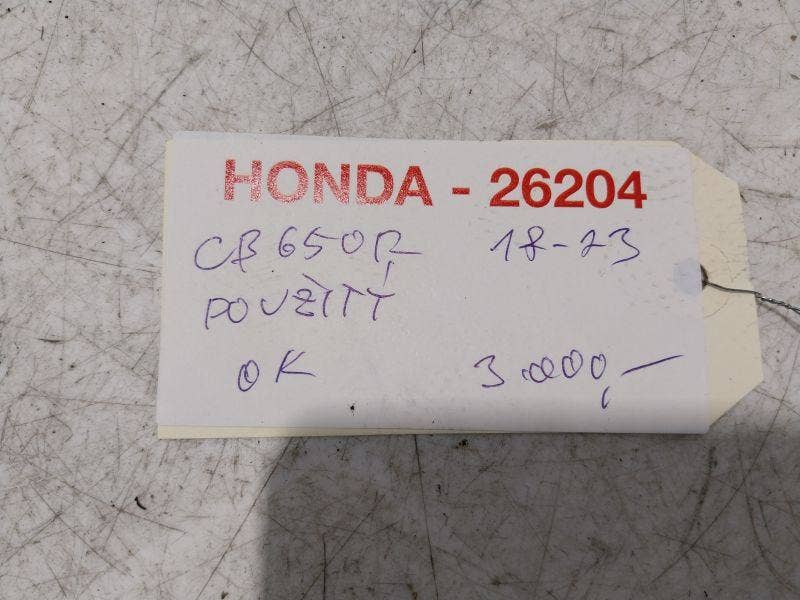 HONDA - 26204
CB650R 18-23
POUŽITÝ
OK 3.000,-